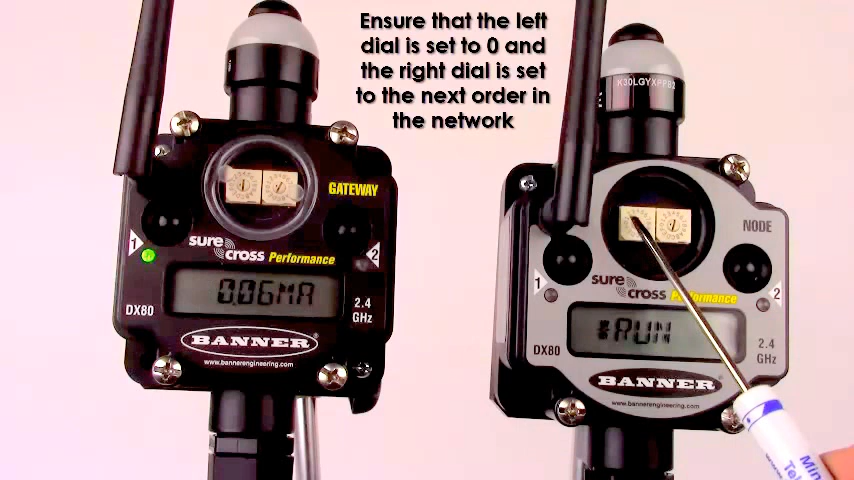 Ensure that the left
dial is set to 0 and
the right dial is set
to the next order in
the network
K30LGYXPPB2
GATEWAY
1
sure
cross Performance
2
0.06MA
DX80
2.4
GHz
BANNER
www.bannerengineering.com
NODE
1
sure
cross Performance
2
*RUN
DX80
2.4
GHz
BANNER
www.bannerengineering.com